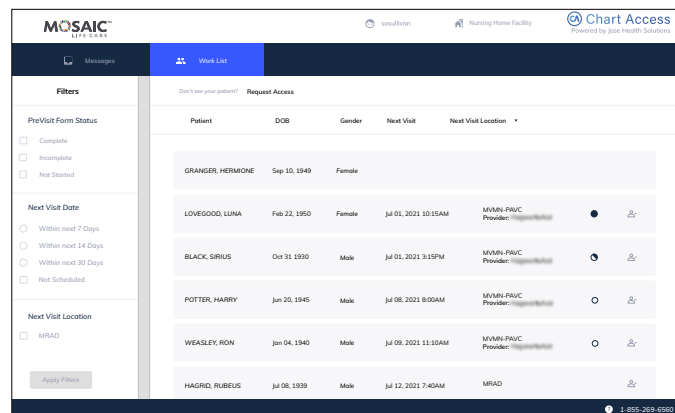 MOSAIC™
LIFE·CARE
sosullivan
Nursing Home Facility
CA Chart Access
Powered by Jase Health Solutions
Messages
Work List
Filters
Don't see your patient? Request Access
PreVisit Form Status
Complete
Incomplete
Not Started
Next Visit Date
Within next 7 Days
Within next 14 Days
Within next 30 Days
Not Scheduled
Next Visit Location
MRAD
Apply Filters
Patient DOB Gender Next Visit Next Visit Location
GRANGER, HERMIONE Sep 10, 1949 Female
LOVEGOOD, LUNA Feb 22, 1950 Female Jul 01, 2021 10:15AM MVMN-PAVC
Provider:
BLACK, SIRIUS Oct 31 1930 Male Jul 01, 2021 3:15PM MVMN-PAVC
Provider:
POTTER, HARRY Jun 20, 1945 Male Jul 08, 2021 8:00AM MVMN-PAVC
Provider:
WEASLEY, RON Jan 04, 1940 Male Jul 09, 2021 11:10AM MVMN-PAVC
Provider:
HAGRID, RUBEUS Jul 08, 1939 Male Jul 12, 2021 7:40AM MRAD
? 1-855-269-6560